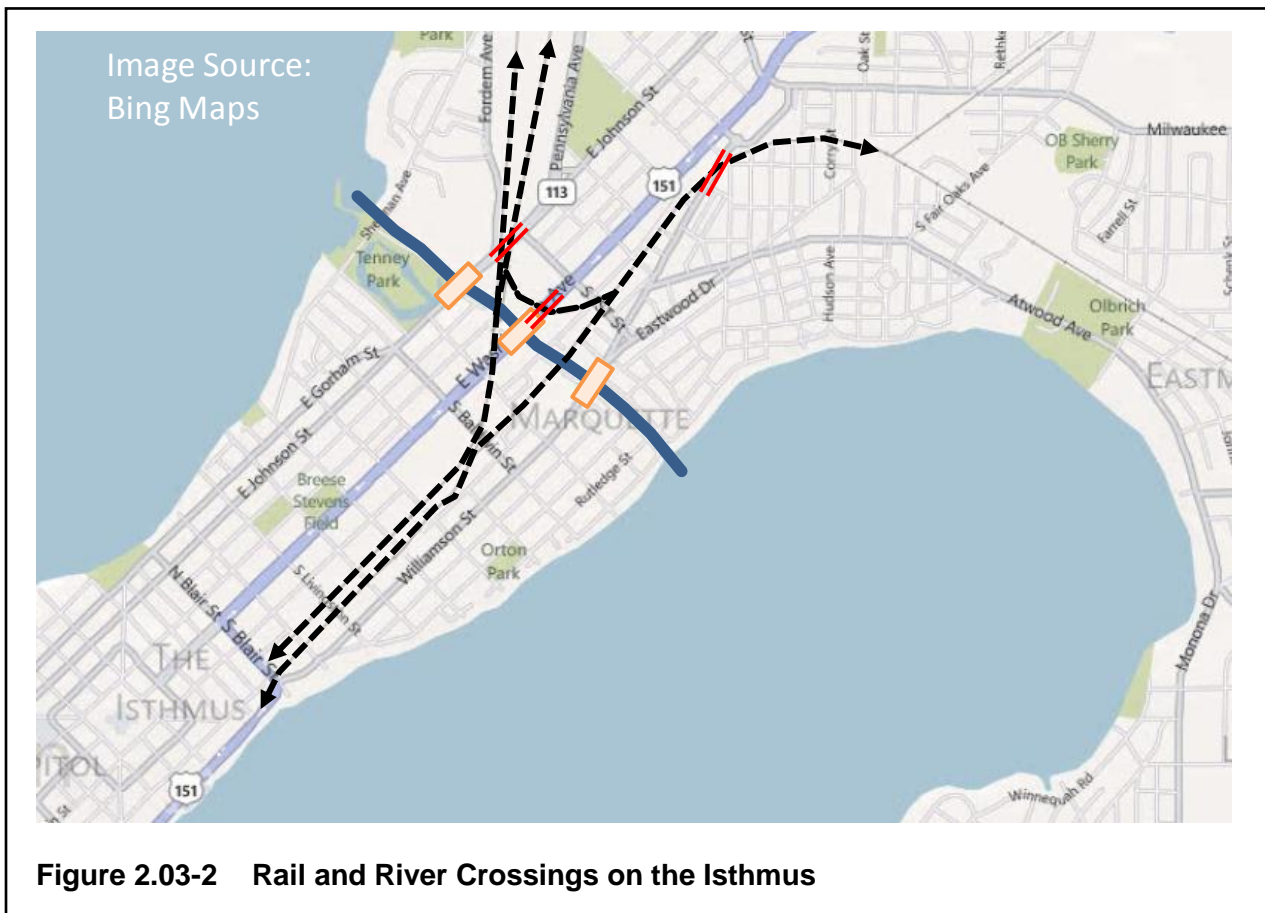 Image Source:
Bing Maps
Park
Fordem Ave
Pennsylvania Ave
E Johnson St
St
Oak St
Milwaukee
OB Sherry
Park
151
113
Corry St
S Fair Oaks Ave
Farrell St
Tenney
Park
Ave
Eastwood Dr
Hudson Ave
Atwood Ave
Olbrich
Park
EASTM
E Gorham St
E Was
S Baldwin St
MARQUETTE
E Johnson St
Breese
Stevens
Field
Rutledge St
Williamson St
Orton
Park
S Livingston St
N Blair St
S Blair St
THE
ISTHMUS
Monona Dr
PITOL
151
Winnequah Rd
Figure 2.03-2 Rail and River Crossings on the Isthmus